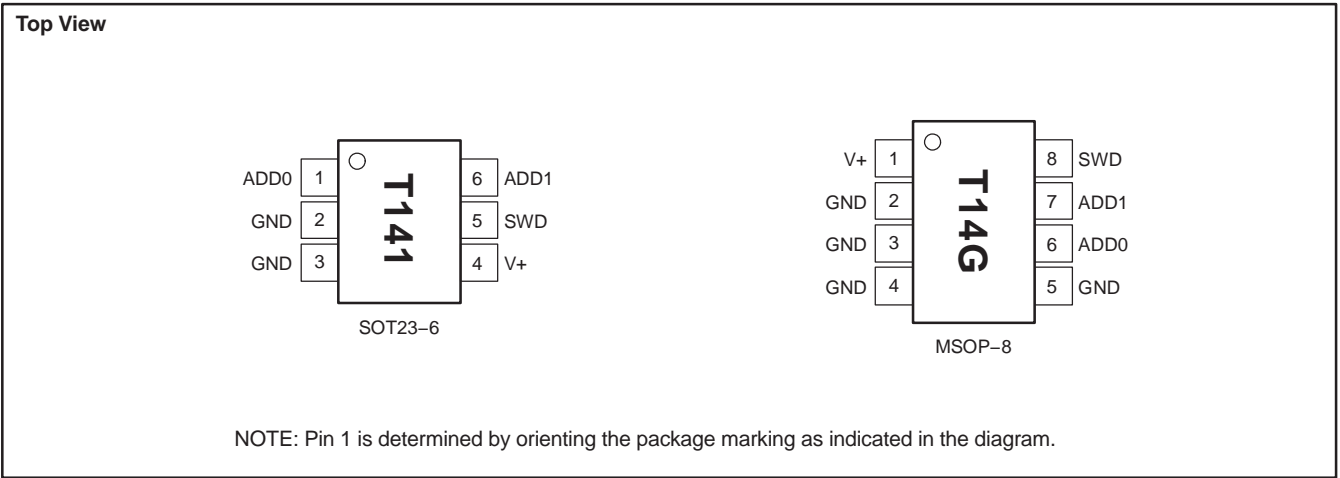 Top View
ADD0 1 6 ADD1
GND 2 5 SWD
GND 3 4 V+
T141
SOT23−6
V+ 1 8 SWD
GND 2 7 ADD1
GND 3 6 ADD0
GND 4 5 GND
T14G
MSOP−8
NOTE: Pin 1 is determined by orienting the package marking as indicated in the diagram.